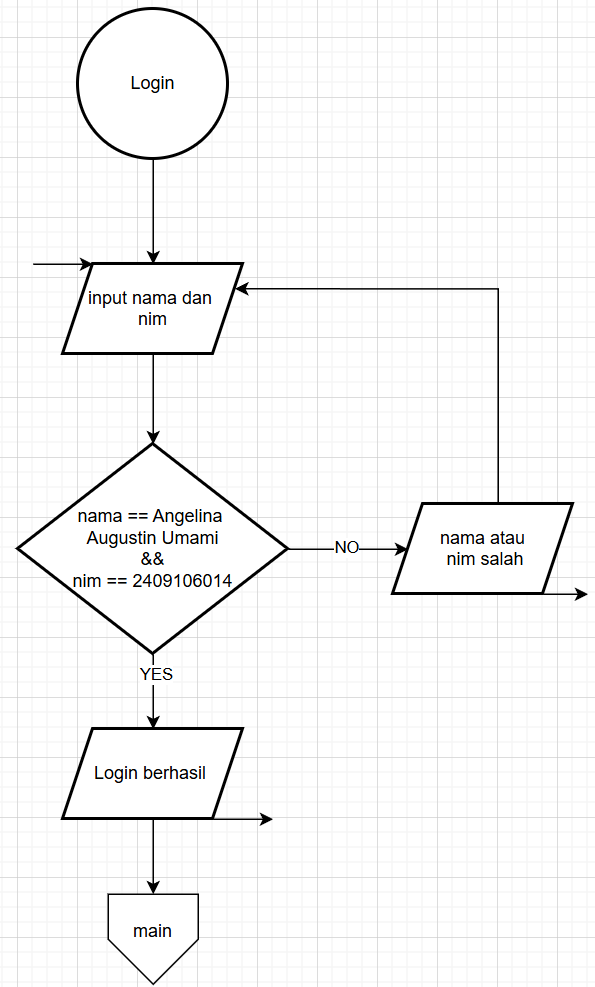 Login
input nama dan
nim
nama == Angelina
Augustin Umami
&&
nim == 2409106014
NO
nama atau
nim salah
YES
Login berhasil
main